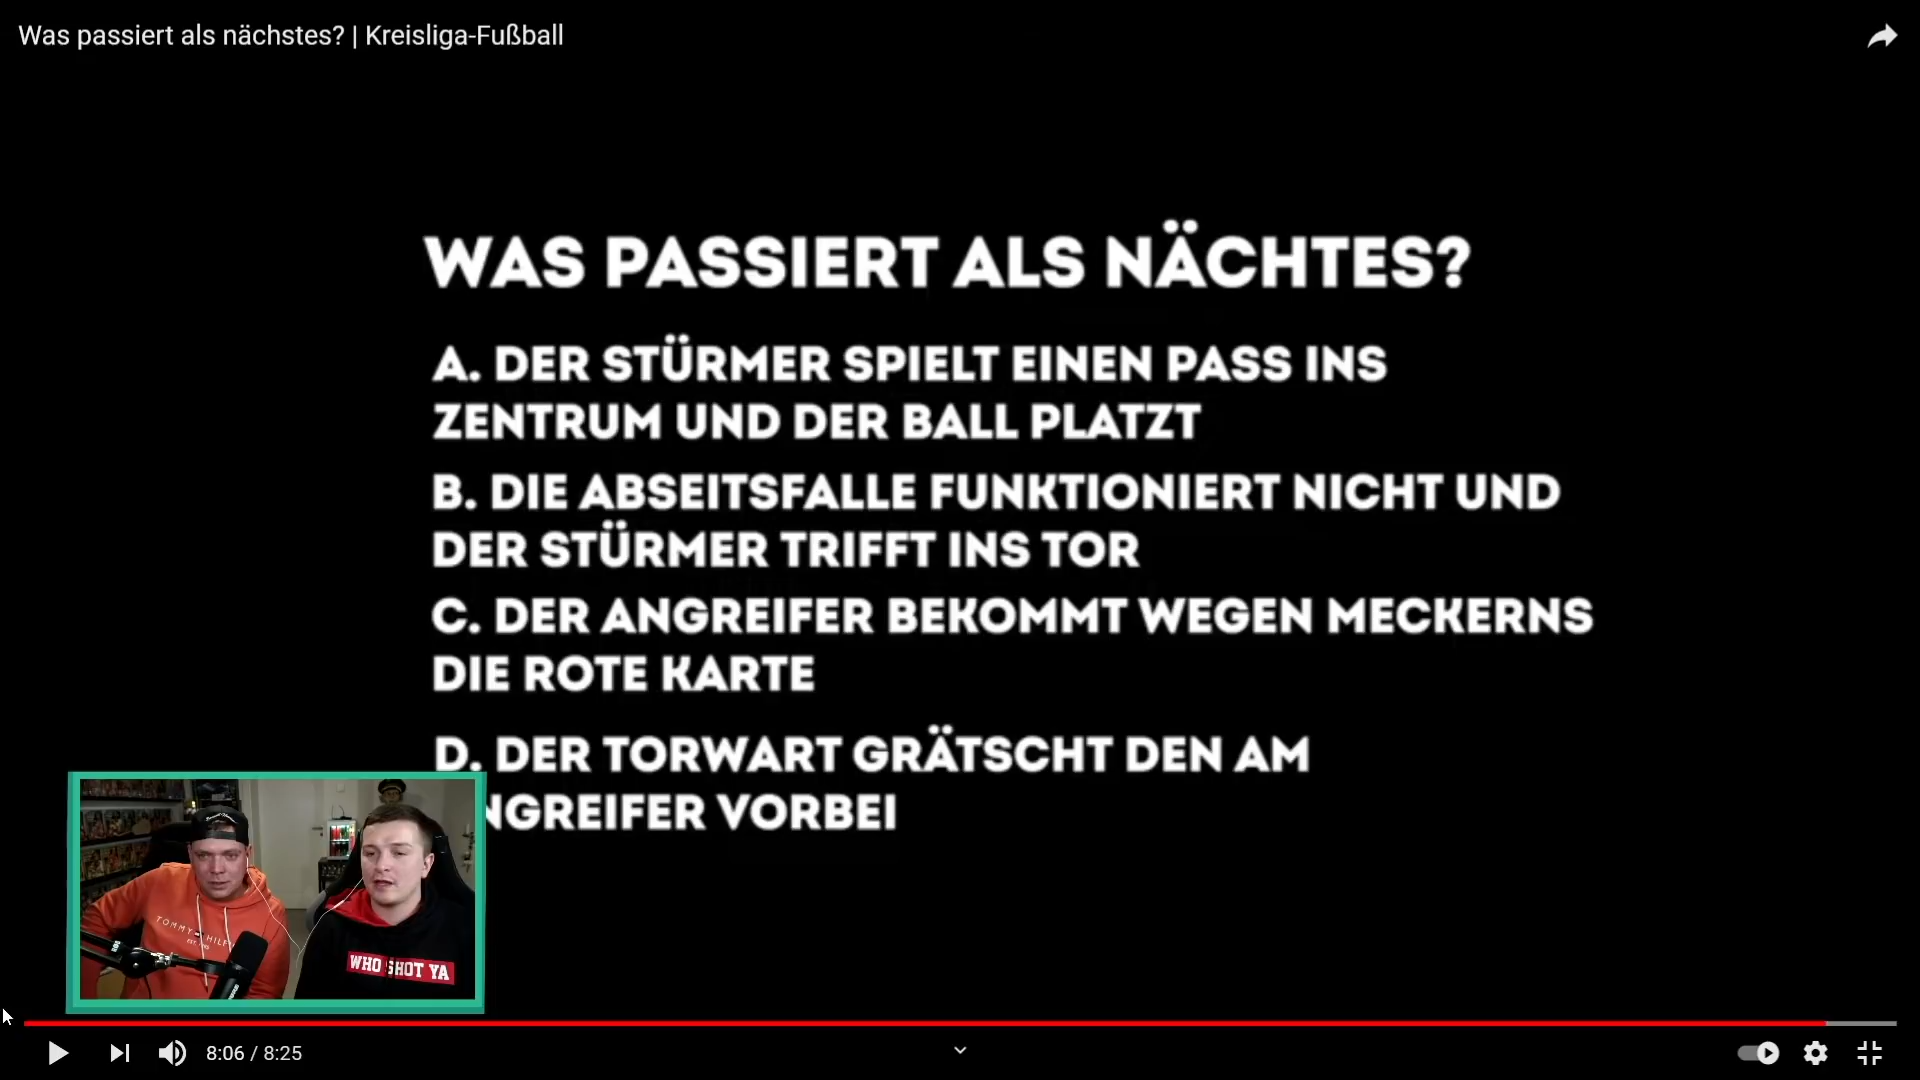 Was passiert als nächstes? | Kreisliga-Fußball
WAS PASSIERT ALS NÄCHTES?
A. DER STÜRMER SPIELT EINEN PASS INS
ZENTRUM UND DER BALL PLATZT
B. DIE ABSEITSFALLE FUNKTIONIERT NICHT UND
DER STÜRMER TRIFFT INS TOR
C. DER ANGREIFER BEKOMMT WEGEN MECKERNS
DIE ROTE KARTE
D. DER TORWART GRÄTSCHT DEN AM
NGREIFER VORBEI
TOMMY HILF
WHO SHOT YA
8:06 / 8:25